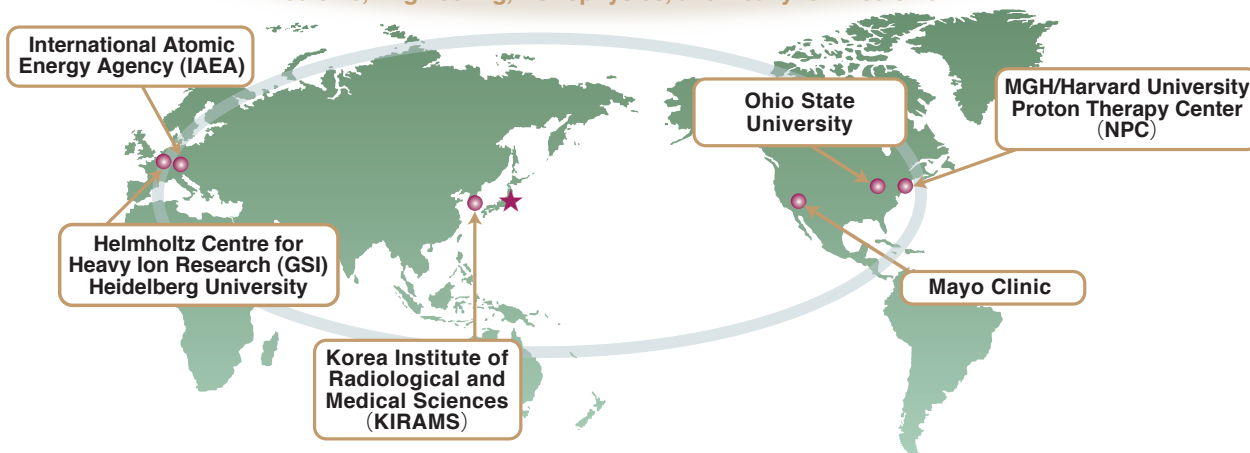 International Atomic
Energy Agency (IAEA)
Ohio State
University
MGH/Harvard University
Proton Therapy Center
（NPC）
Helmholtz Centre for
Heavy Ion Research (GSI)
Heidelberg University
Mayo Clinic
Korea Institute of
Radiological and
Medical Sciences
（KIRAMS）